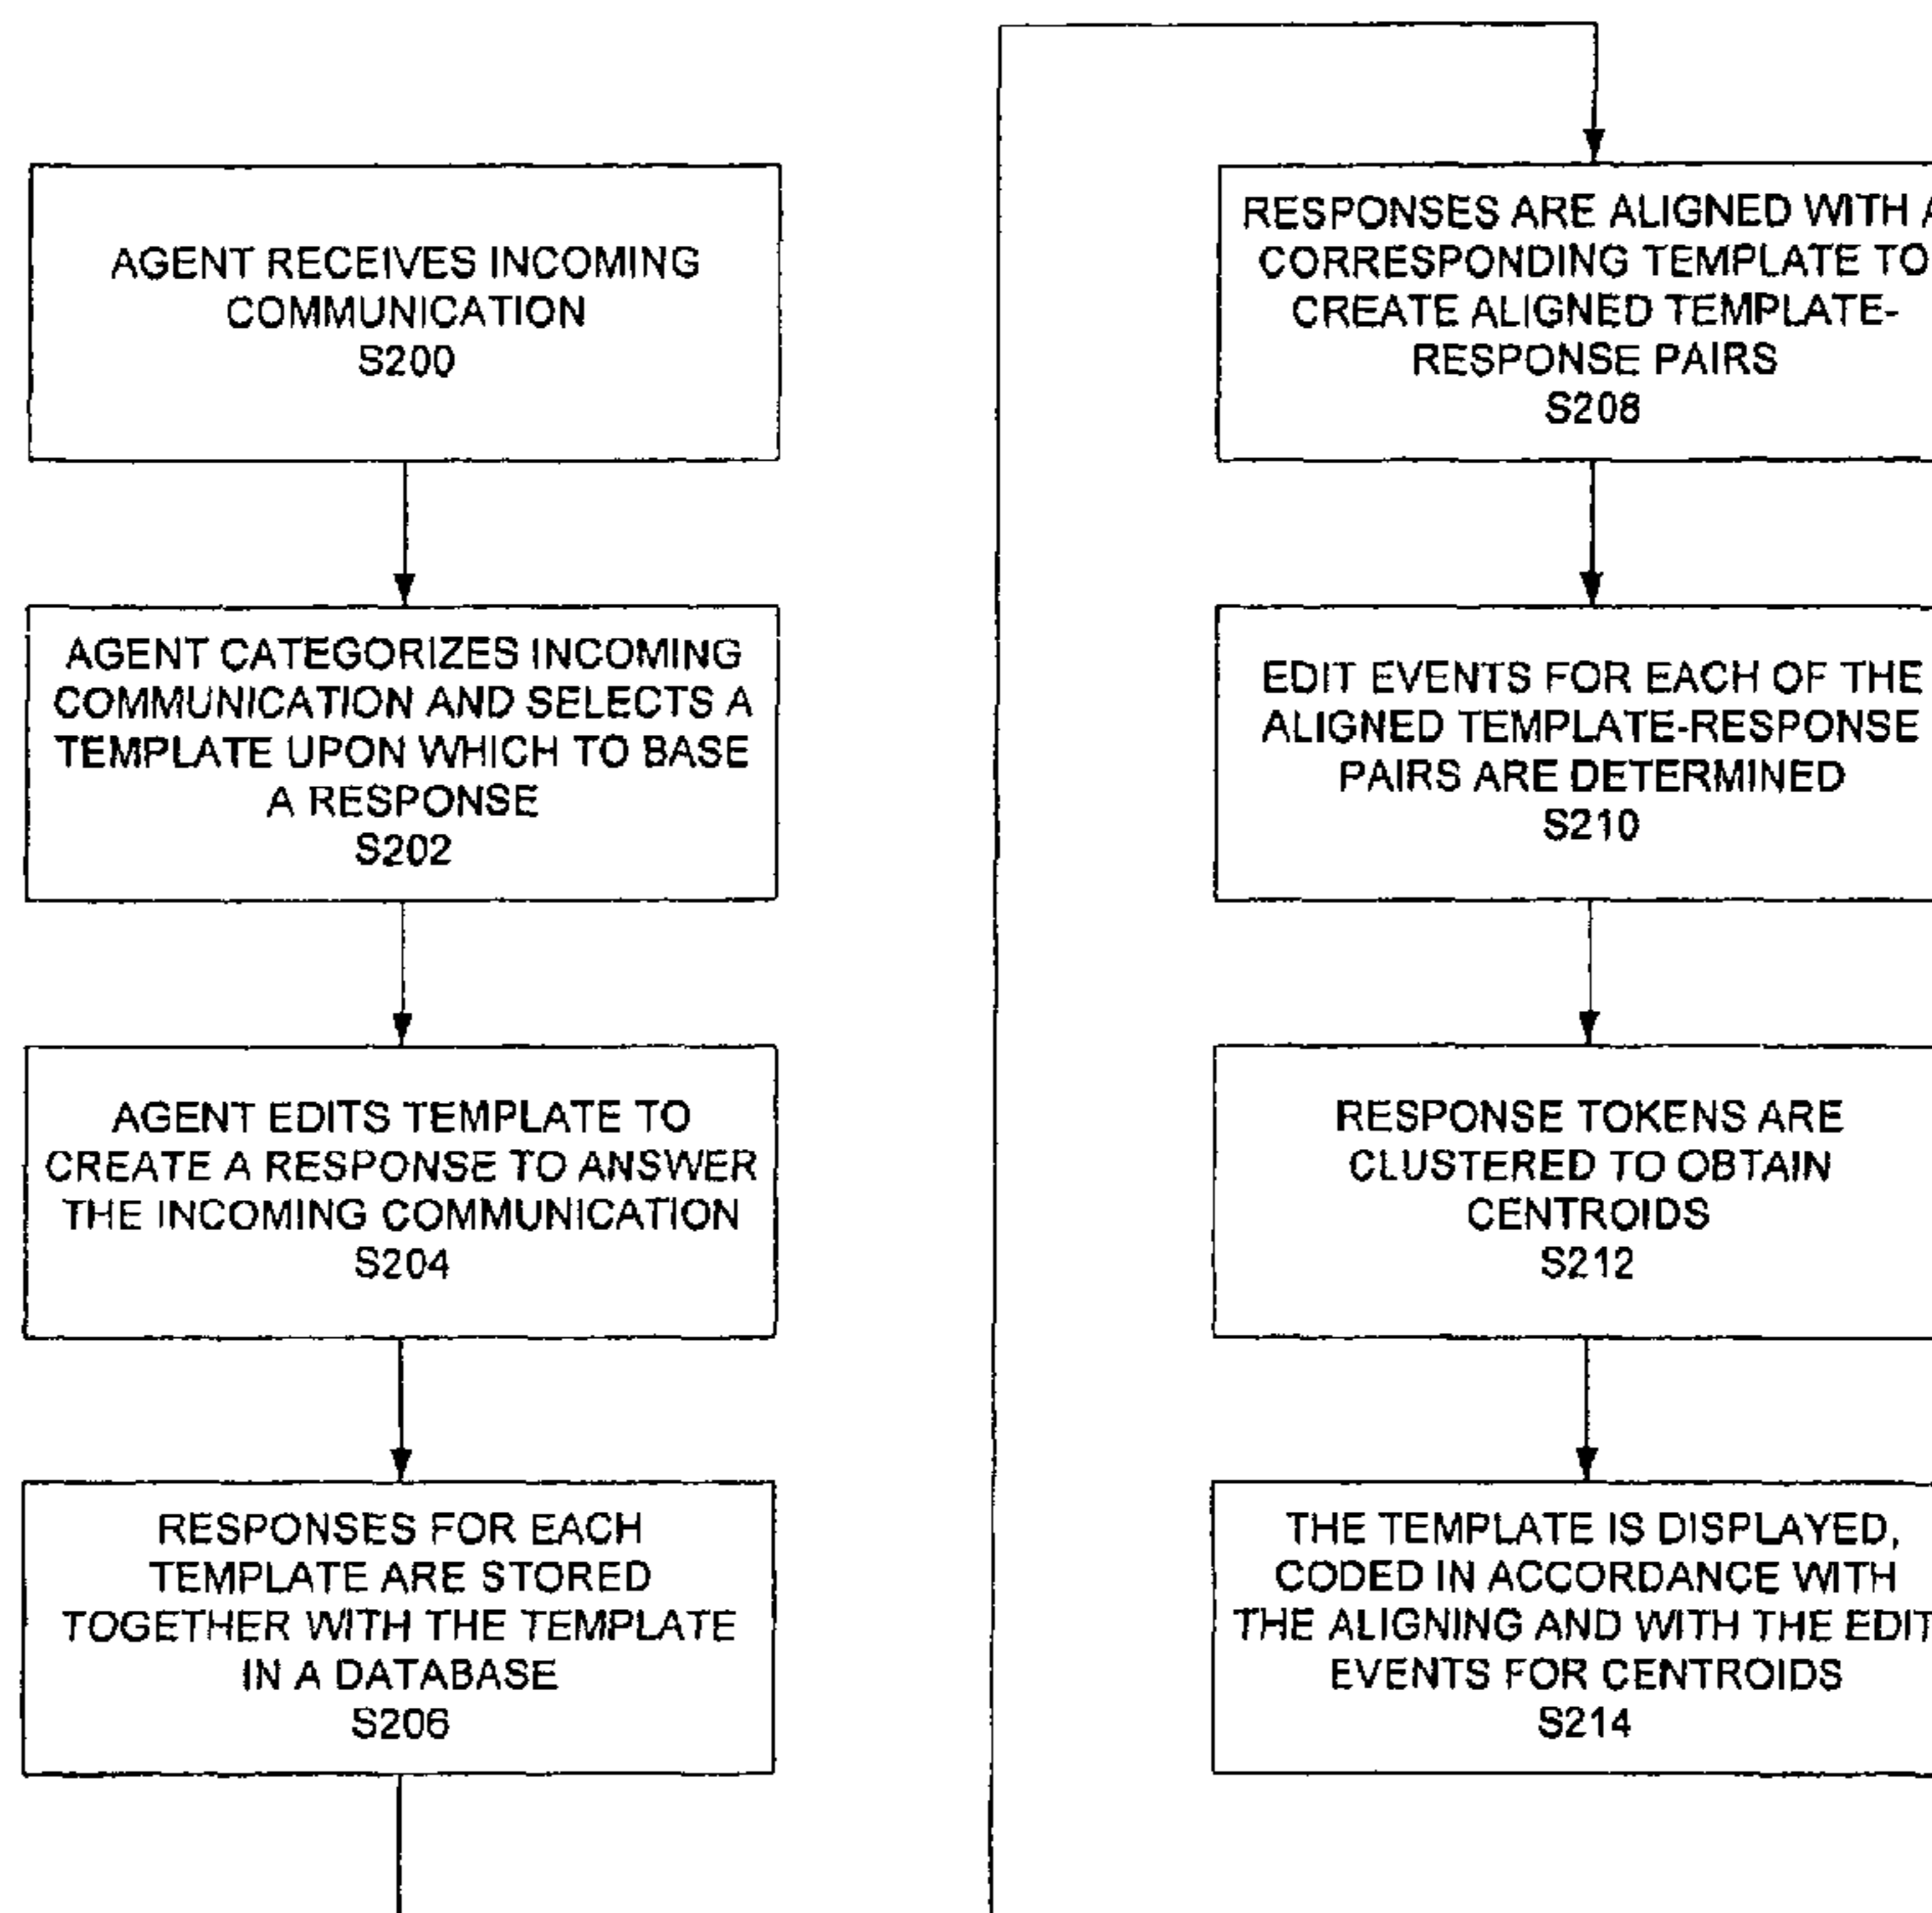 AGENT RECEIVES INCOMING
COMMUNICATION
S200
AGENT CATEGORIZES INCOMING
COMMUNICATION AND SELECTS A
TEMPLATE UPON WHICH TO BASE
A RESPONSE
S202
AGENT EDITS TEMPLATE TO
CREATE A RESPONSE TO ANSWER
THE INCOMING COMMUNICATION
S204
RESPONSES FOR EACH
TEMPLATE ARE STORED
TOGETHER WITH THE TEMPLATE
IN A DATABASE
S206
RESPONSES ARE ALIGNED WITH A
CORRESPONDING TEMPLATE TO
CREATE ALIGNED TEMPLATE-
RESPONSE PAIRS
S208
EDIT EVENTS FOR EACH OF THE
ALIGNED TEMPLATE-RESPONSE
PAIRS ARE DETERMINED
S210
RESPONSE TOKENS ARE
CLUSTERED TO OBTAIN
CENTROIDS
S212
THE TEMPLATE IS DISPLAYED,
CODED IN ACCORDANCE WITH
THE ALIGNING AND WITH THE EDIT
EVENTS FOR CENTROIDS
S214